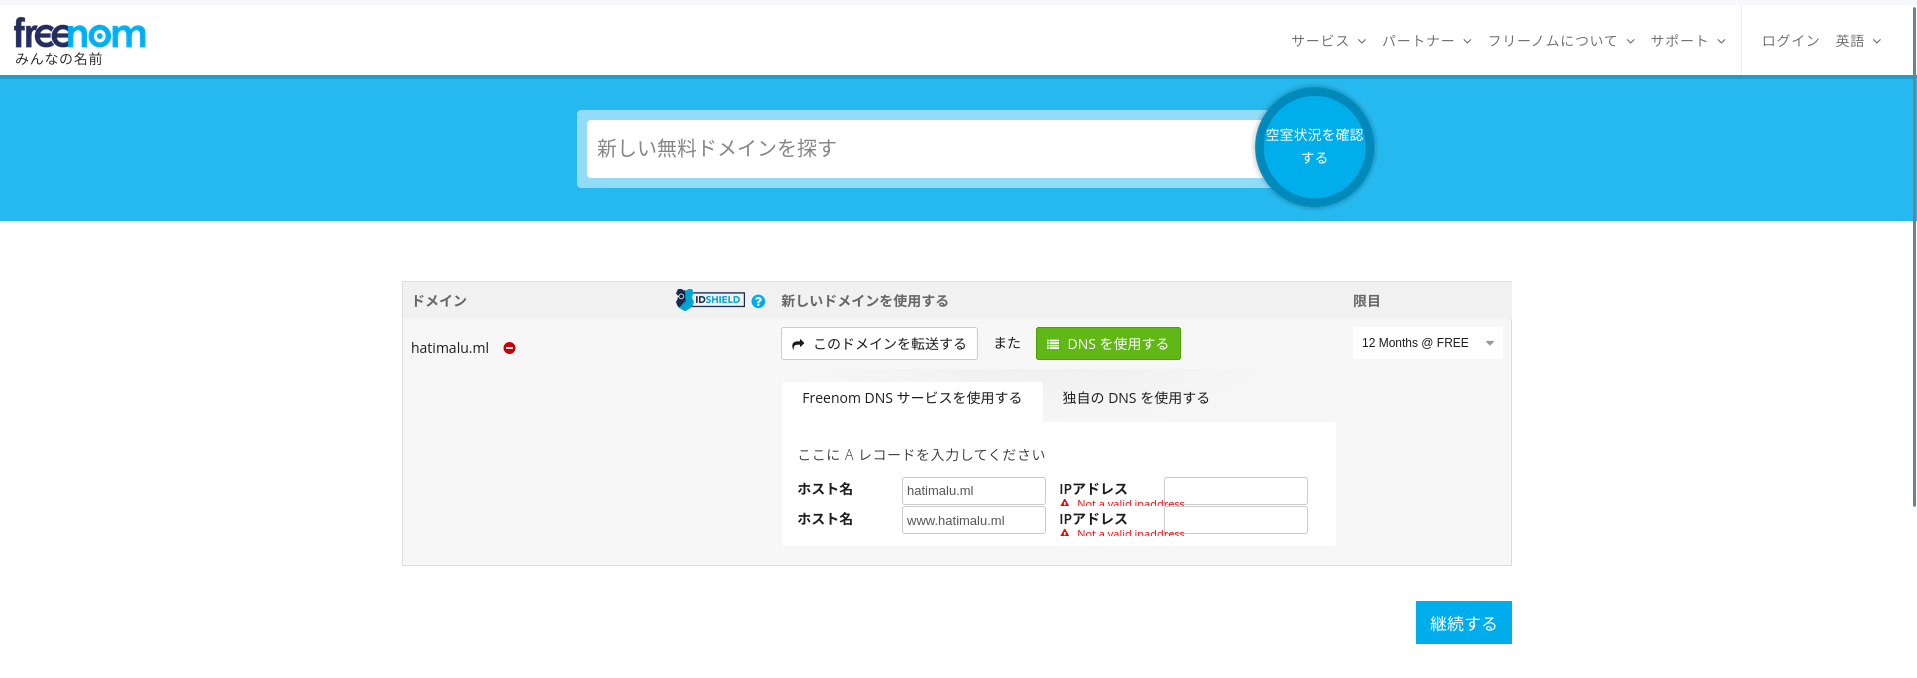 freenom
みんなの名前
サービス パートナー フリーノムについて サポート ログイン 英語
新しい無料ドメインを探す
空室状況を確認
する
ドメイン IDSHIELD ? 新しいドメインを使用する 限目
hatimalu.ml このドメインを転送する また DNS を使用する 12 Months @ FREE
Freenom DNS サービスを使用する 独自の DNS を使用する
ここに A レコードを入力してください
ホスト名 hatimalu.ml IPアドレス
Not a valid ipaddress
ホスト名 www.hatimalu.ml IPアドレス
Not a valid ipaddress
継続する